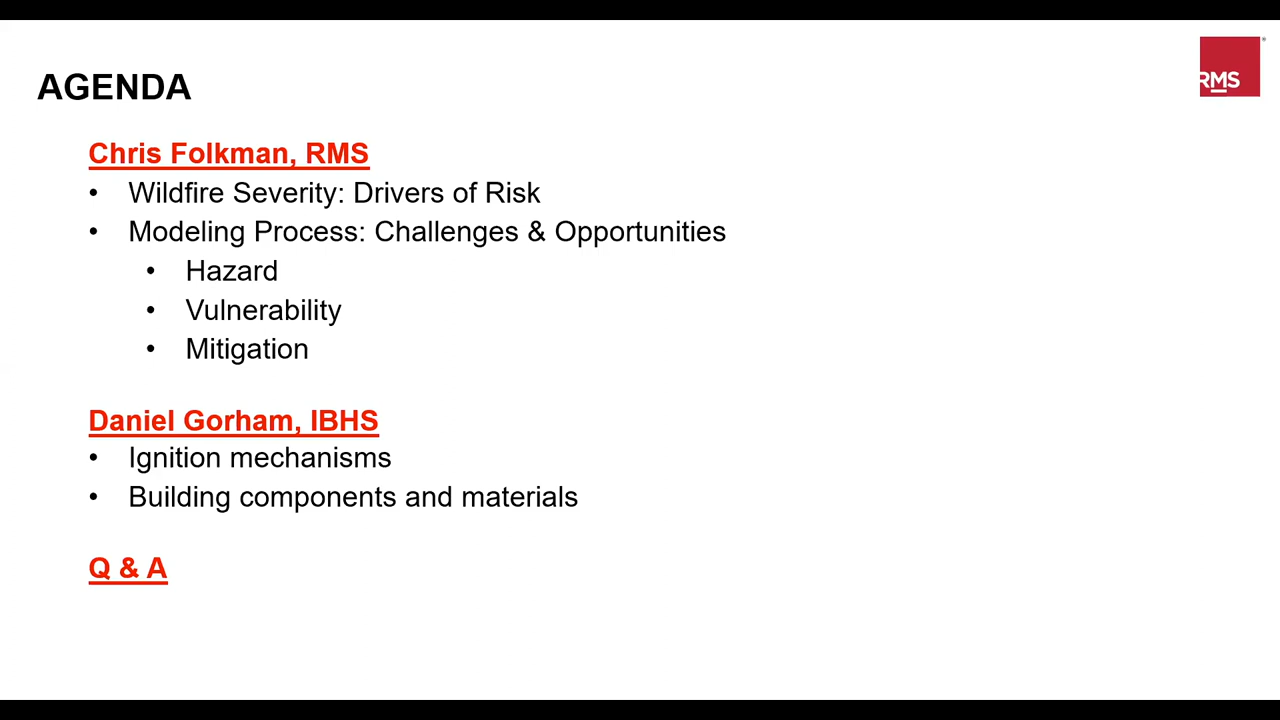 AGENDA
RMS
Chris Folkman, RMS
• Wildfire Severity: Drivers of Risk
• Modeling Process: Challenges & Opportunities
• Hazard
• Vulnerability
• Mitigation
Daniel Gorham, IBHS
• Ignition mechanisms
• Building components and materials
Q & A